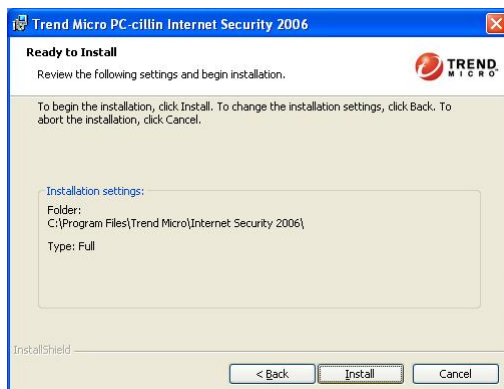 Trend Micro PC-cillin Internet Security 2006
Ready to Install
Review the following settings and begin installation.
TREND
MICRO
To begin the installation, click Install. To change the installation settings, click Back. To
abort the installation, click Cancel.
Installation settings:
Folder:
C:\Program Files\Trend Micro\Internet Security 2006\
Type: Full
InstallShield
< Back
Install
Cancel